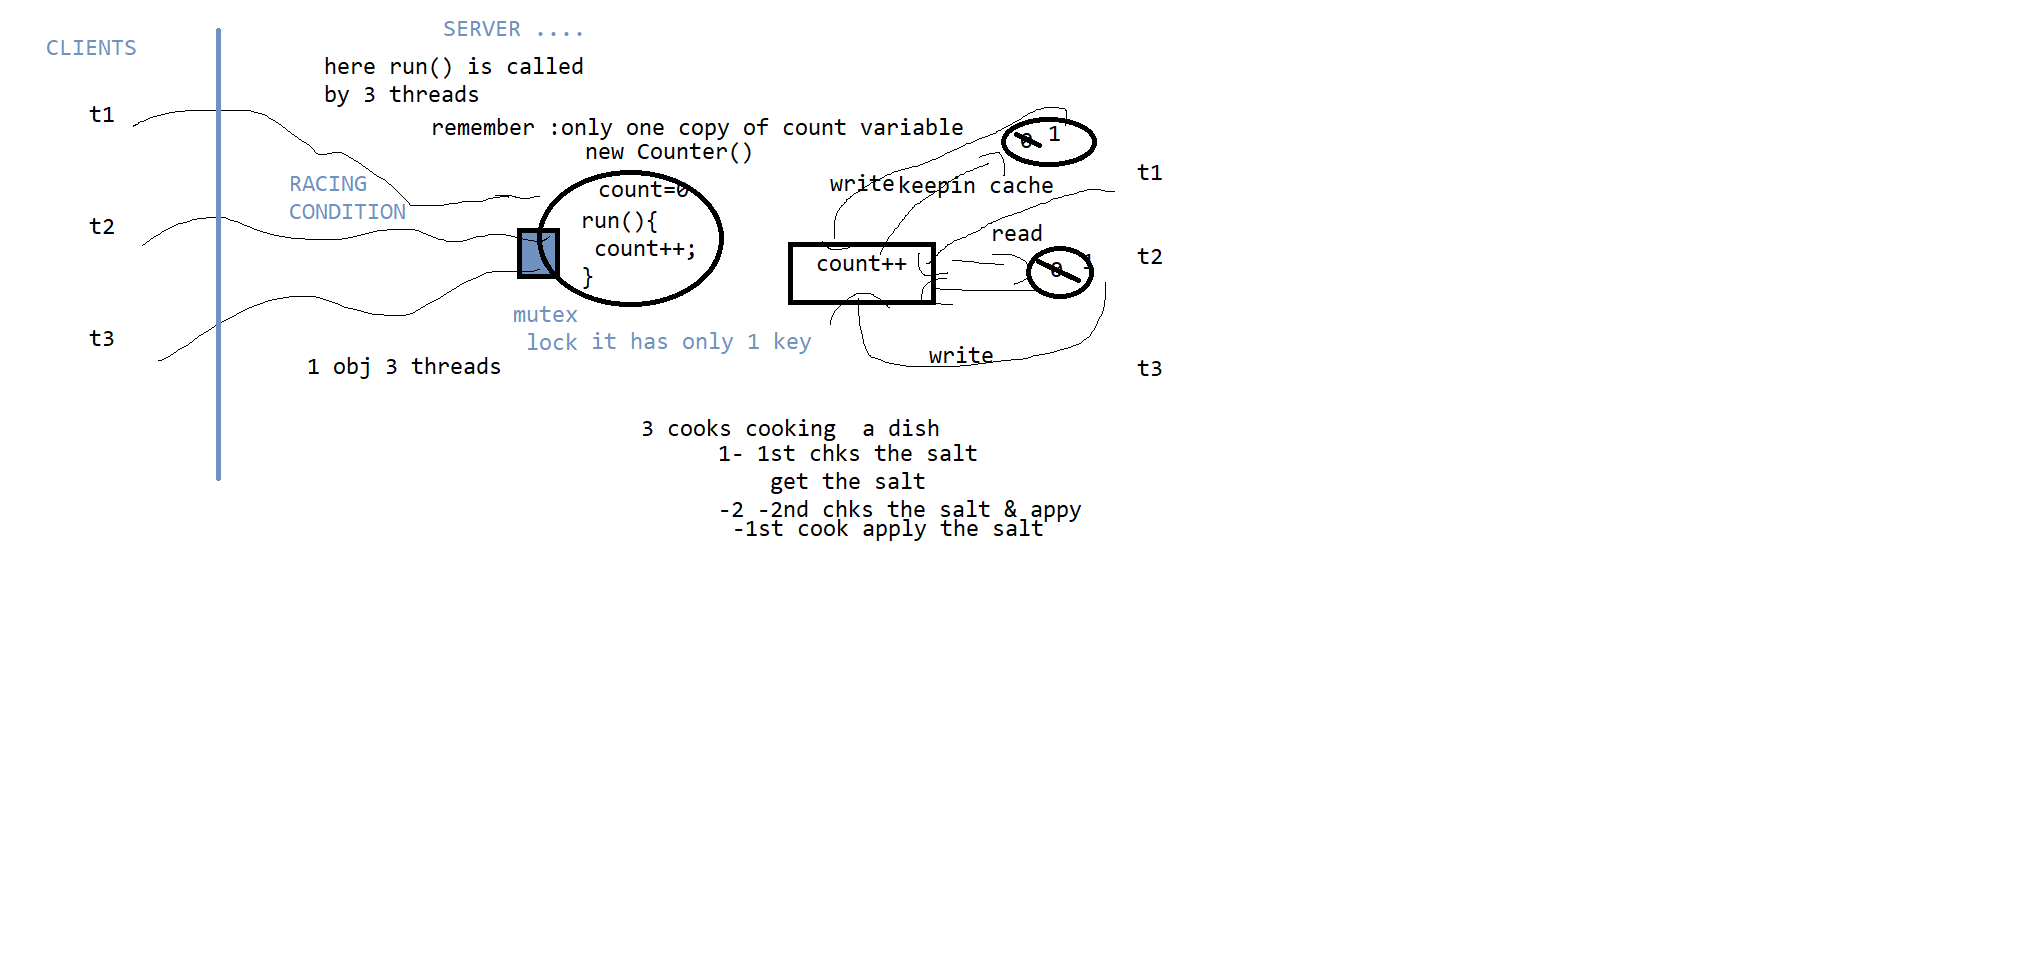 SERVER ....
CLIENTS
here run() is called
by 3 threads
t1
remember :only one copy of count variable
new Counter()
0 1
t1
RACING
CONDITION
count=0
write keepin cache
t2
run(){
count++;
}
read
count++
0 1
t2
mutex
lock it has only 1 key
t3
write
1 obj 3 threads
t3
3 cooks cooking  a dish
1- 1st chks the salt
get the salt
-2 -2nd chks the salt & appy
-1st cook apply the salt